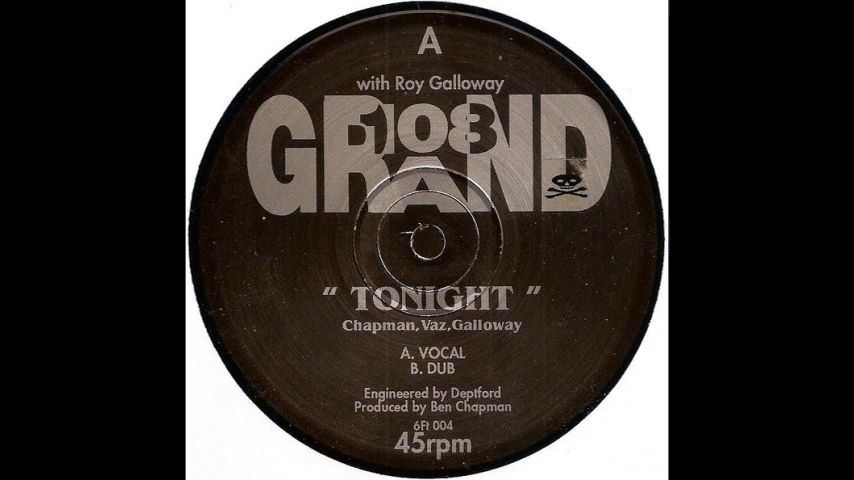 A
with Roy Galloway
GRAND
108
" TONIGHT "
Chapman, Vaz, Galloway
A. VOCAL
B. DUB
Engineered by Deptford
Produced by Ben Chapman
6Ft 004
45rpm